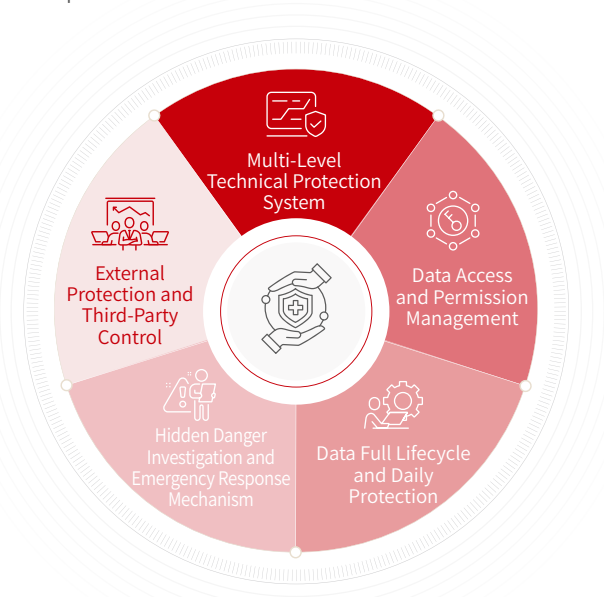 Multi-Level
Technical Protection
System
Data Access
and Permission
Management
Data Full Lifecycle
and Daily
Protection
Hidden Danger
Investigation and
Emergency Response
Mechanism
External
Protection and
Third-Party
Control